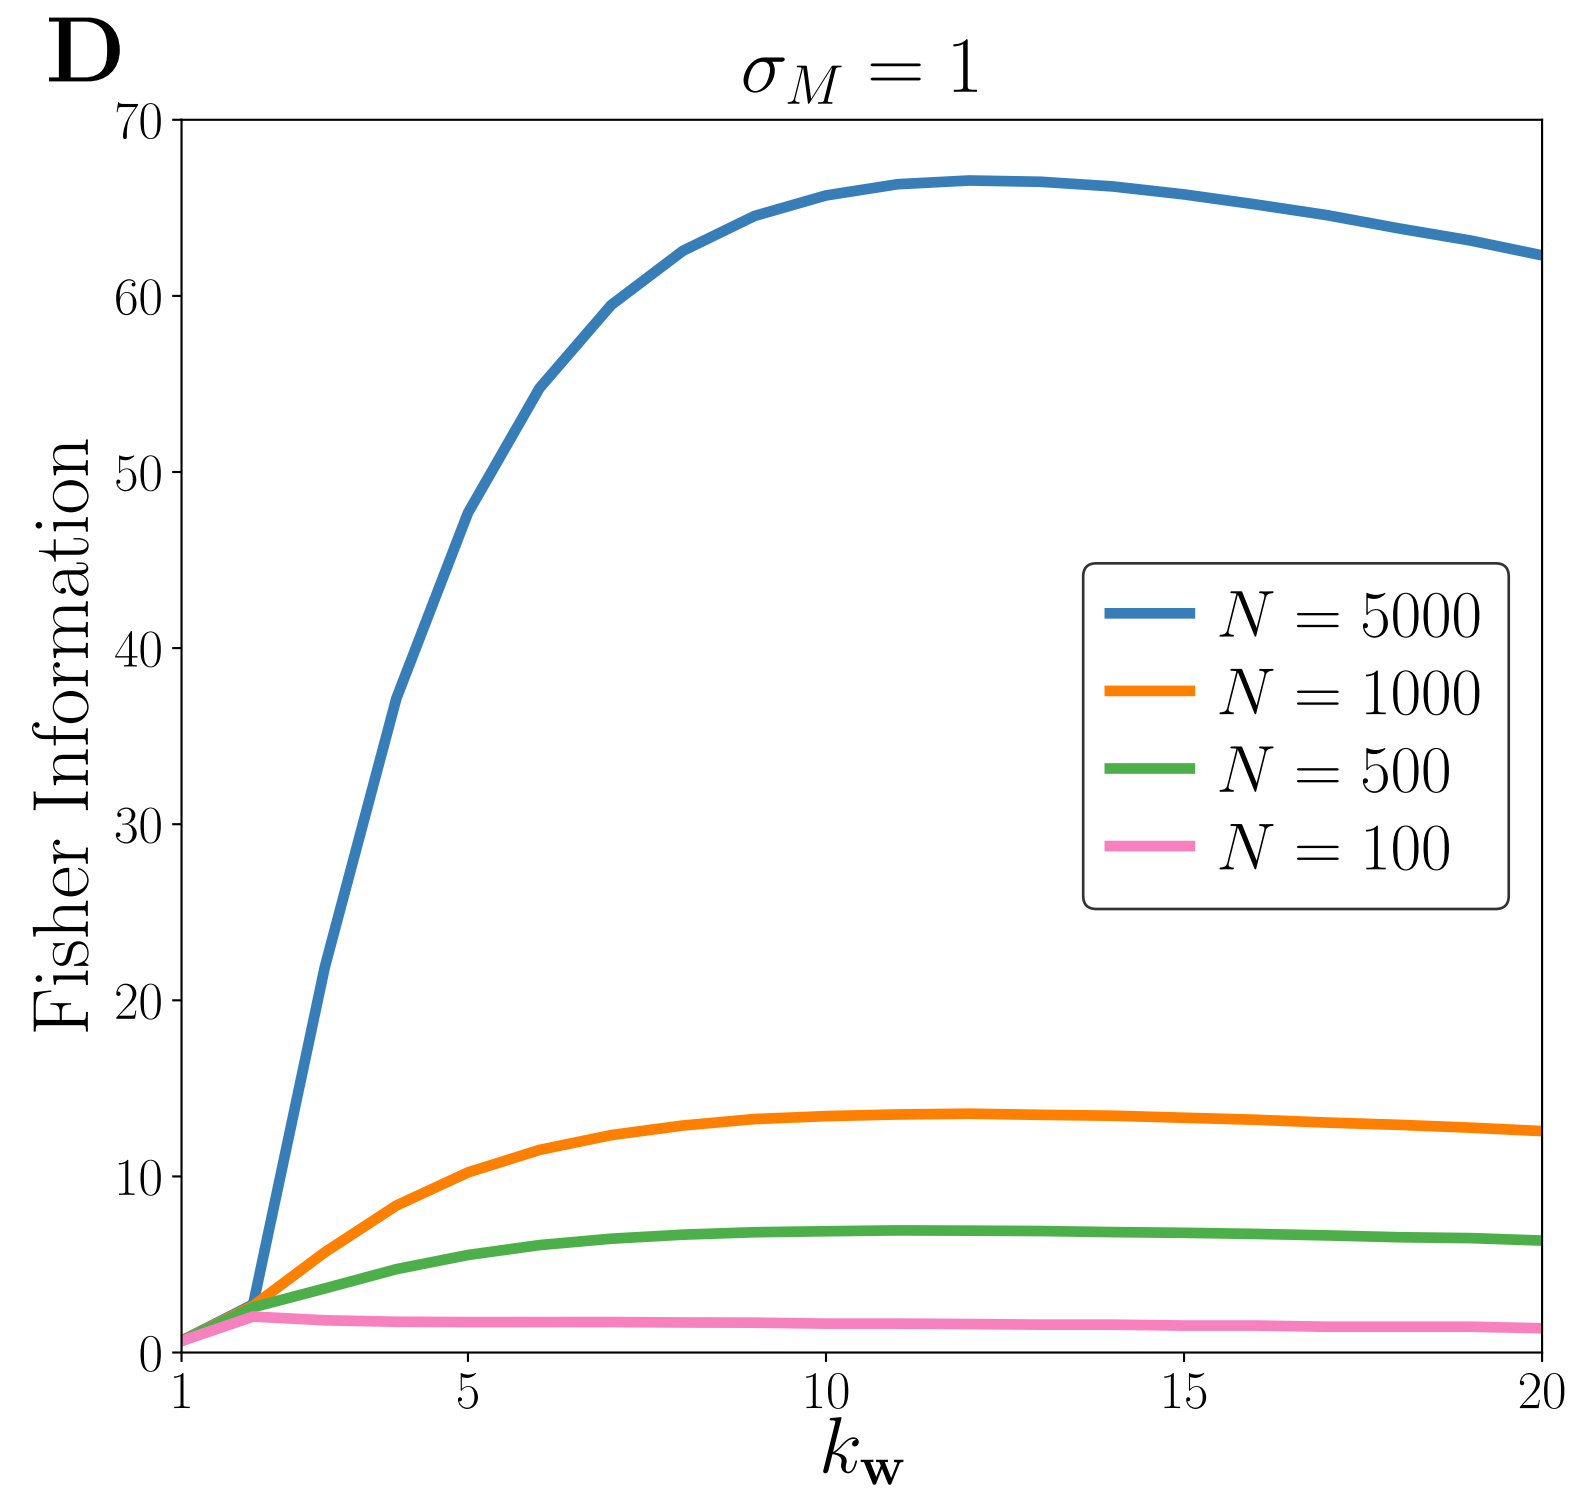 D
σ_M = 1
70
60
50
40
30
20
10
0
Fisher Information
N = 5000
N = 1000
N = 500
N = 100
1 5 10 15 20
k_w